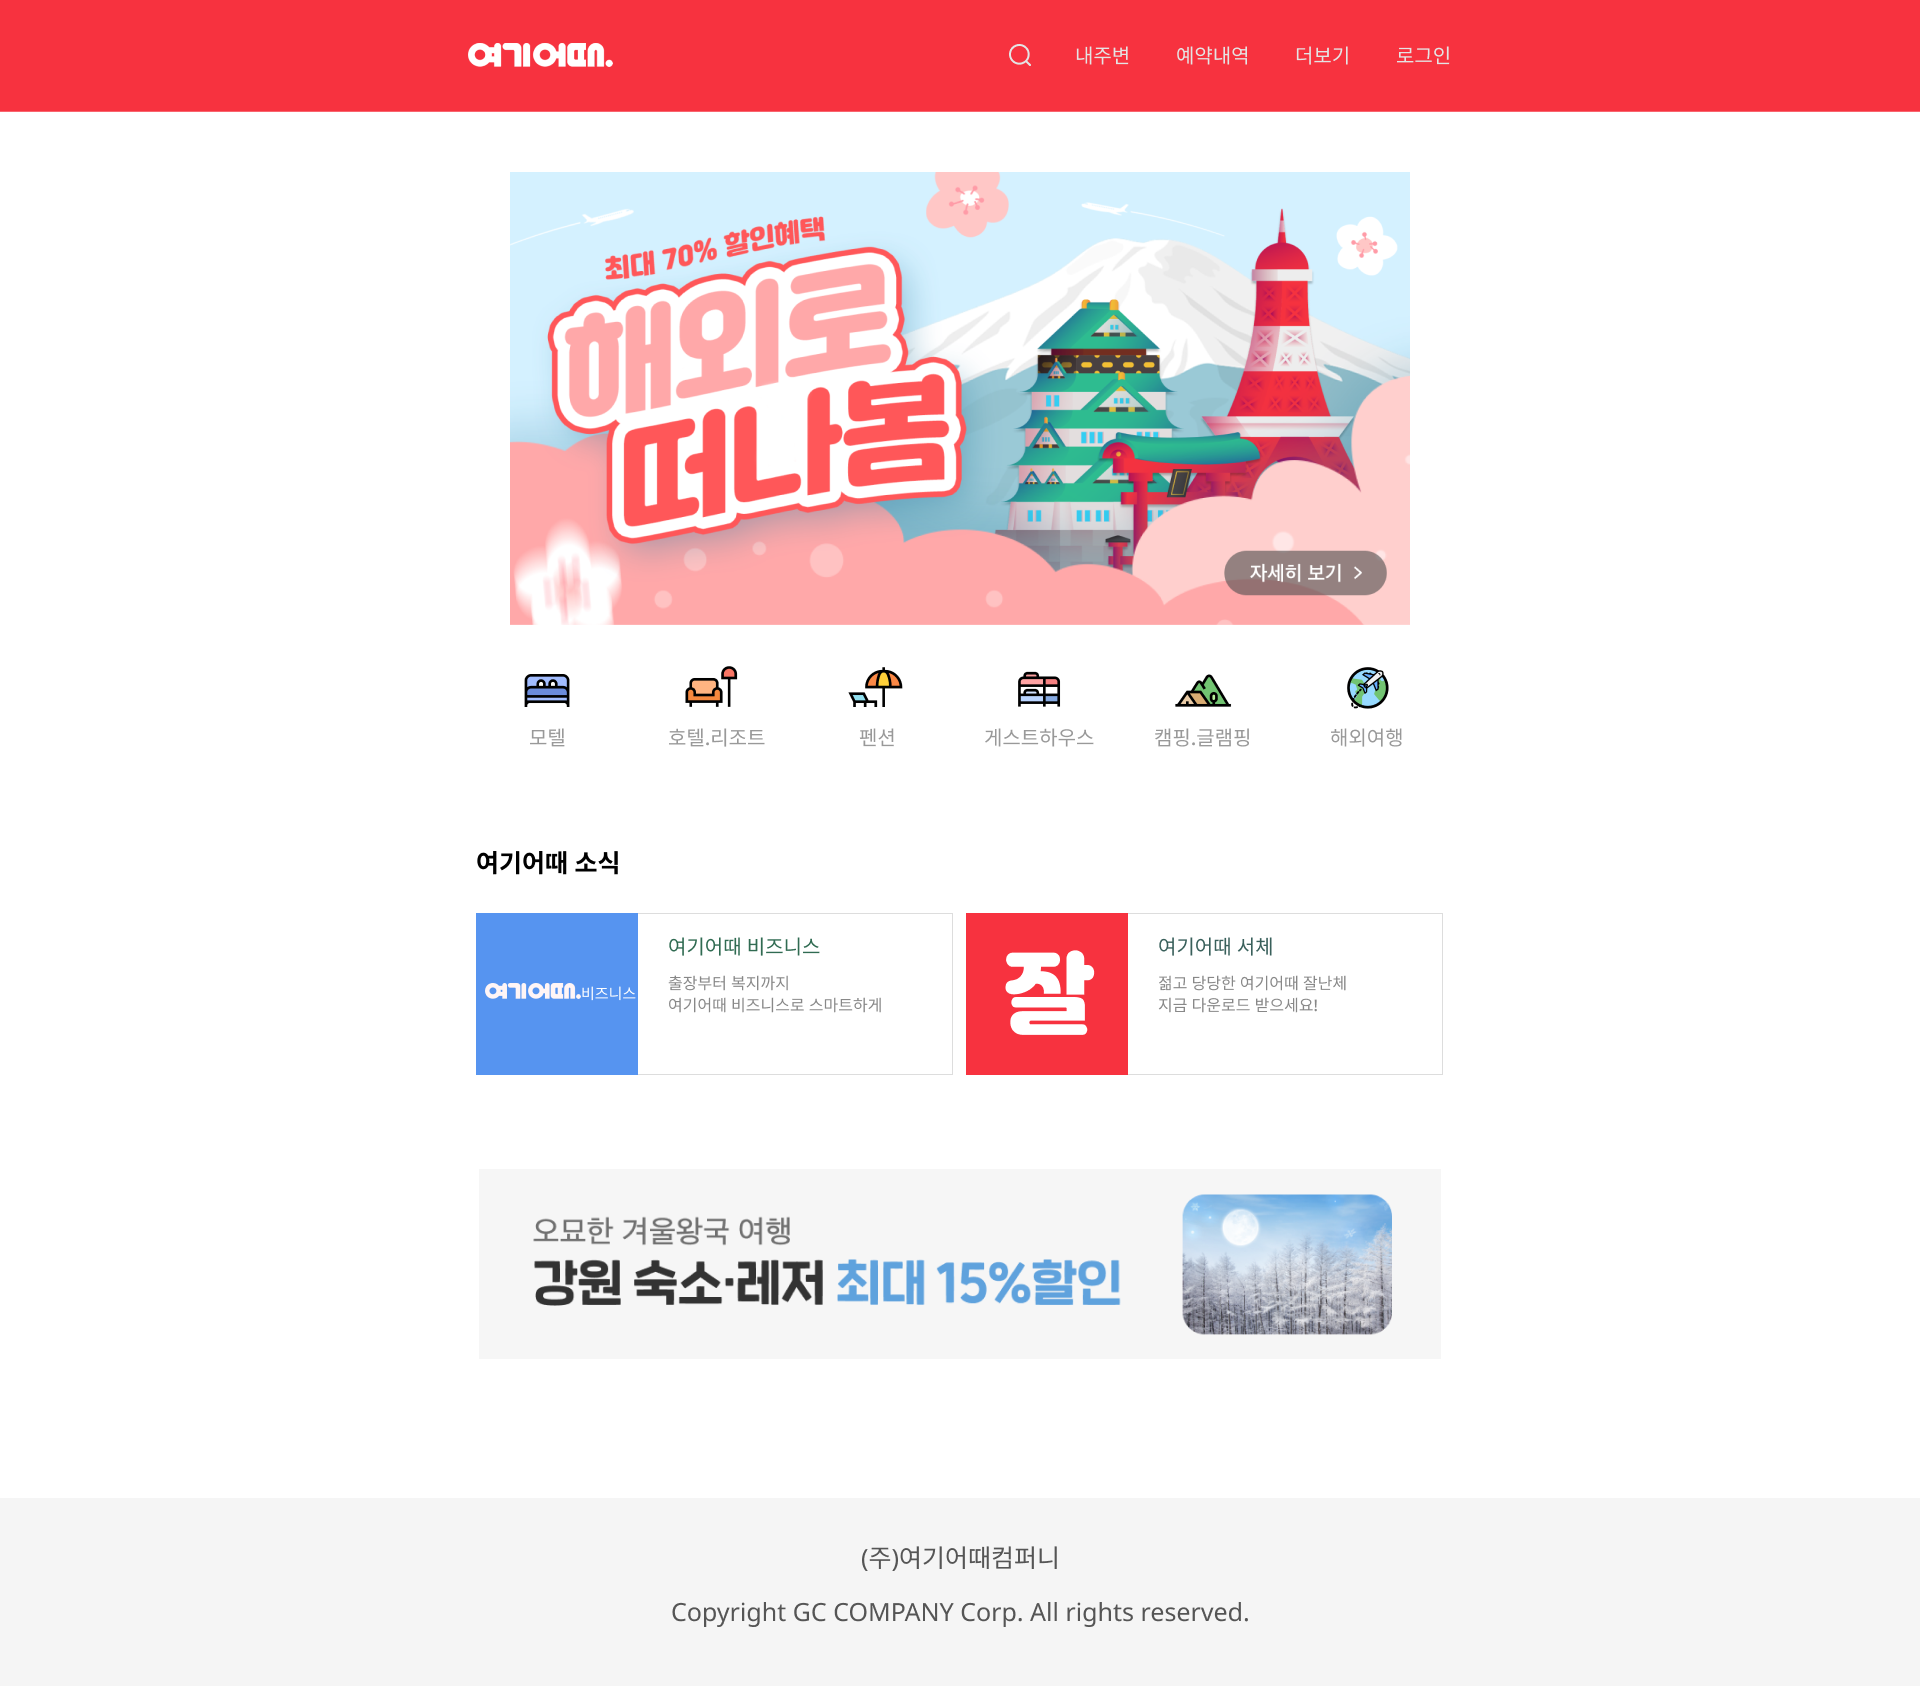 여기어때.
내주변
예약내역
더보기
로그인
최대 70% 할인혜택
해외로
떠나봄
자세히 보기 >
모텔
호텔.리조트
펜션
게스트하우스
캠핑.글램핑
해외여행
여기어때 소식
여기어때.비즈니스
여기어때 비즈니스
출장부터 복지까지
여기어때 비즈니스로 스마트하게
잘
여기어때 서체
젊고 당당한 여기어때 잘난체
지금 다운로드 받으세요!
오묘한 겨울왕국 여행
강원 숙소·레저 최대 15%할인
(주)여기어때컴퍼니
Copyright GC COMPANY Corp. All rights reserved.